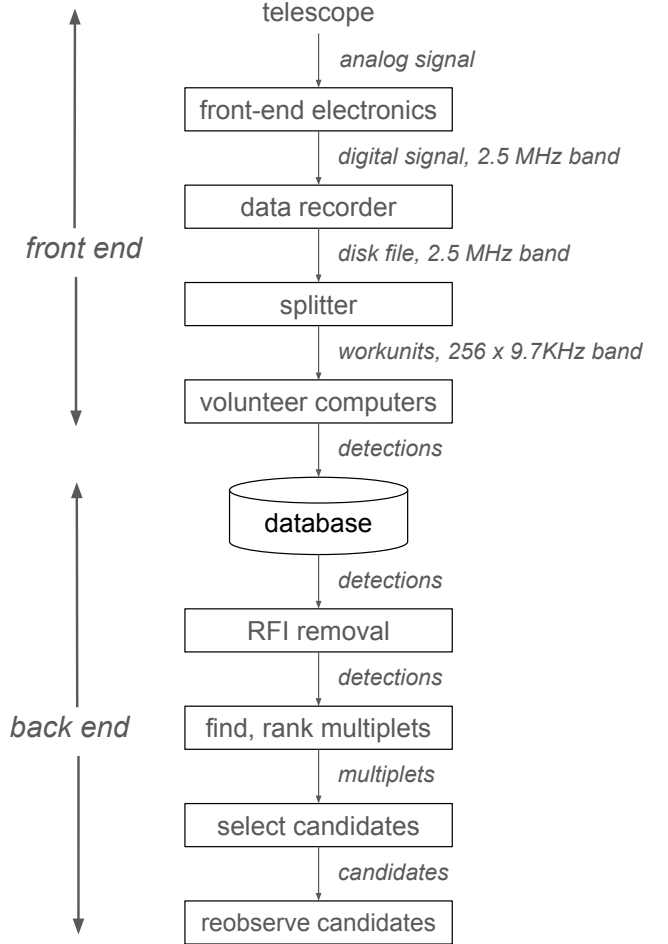 telescope
analog signal
front-end electronics
digital signal, 2.5 MHz band
data recorder
front end
disk file, 2.5 MHz band
splitter
workunits, 256 x 9.7KHz band
volunteer computers
detections
database
detections
RFI removal
detections
back end
find, rank multiplets
multiplets
select candidates
candidates
reobserve candidates